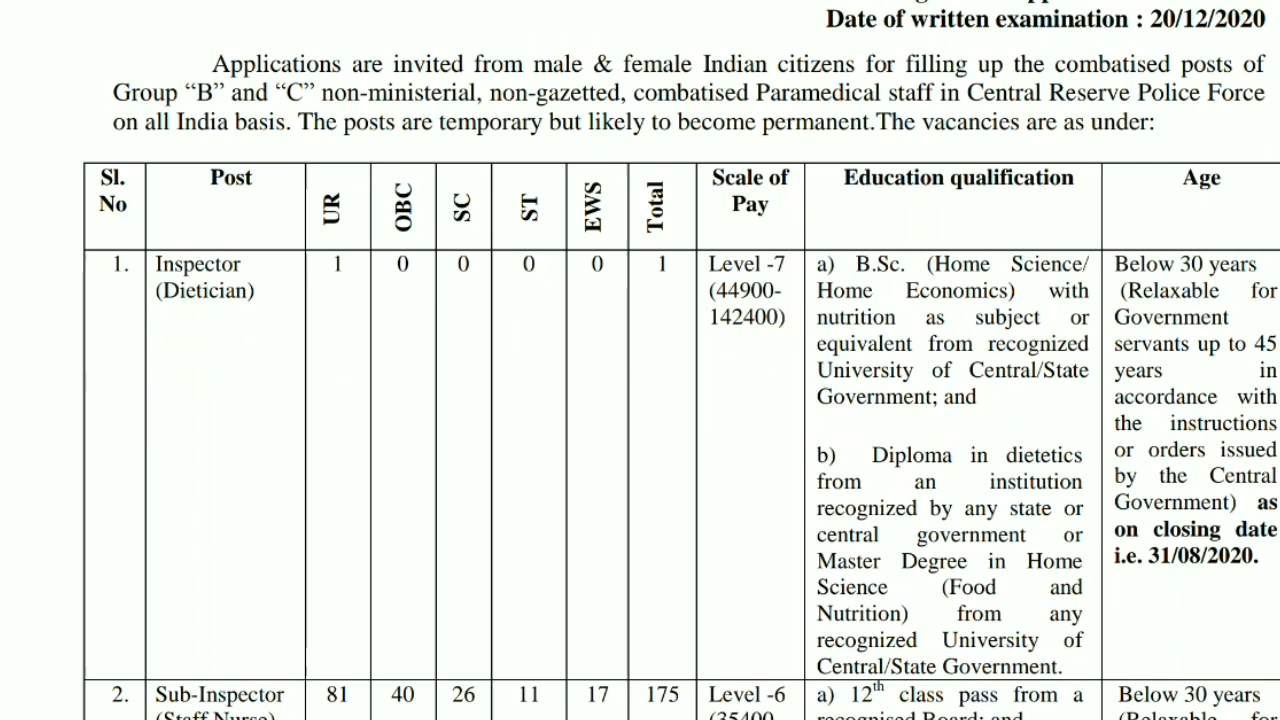 Date of written examination : 20/12/2020
Applications are invited from male & female Indian citizens for filling up the combatised posts of
Group “B” and “C” non-ministerial, non-gazetted, combatised Paramedical staff in Central Reserve Police Force
on all India basis. The posts are temporary but likely to become permanent.The vacancies are as under:
Sl. No Post UR OBC SC ST EWS Total Scale of Pay Education qualification Age
1. Inspector (Dietician) 1 0 0 0 0 1 Level -7 (44900-142400)
a) B.Sc. (Home Science/
Home Economics) with
nutrition as subject or
equivalent from recognized
University of Central/State
Government; and
b) Diploma in dietetics
from an institution
recognized by any state or
central government or
Master Degree in Home
Science (Food and
Nutrition) from any
recognized University of
Central/State Government.
Below 30 years
(Relaxable for
Government
servants up to 45
years in
accordance with
the instructions
or orders issued
by the Central
Government) as
on closing date
i.e. 31/08/2020.
2. Sub-Inspector (Staff Nurse) 81 40 26 11 17 175 Level -6 (35400-
a) 12th class pass from a
recognised Board; and
Below 30 years
(Relaxable for